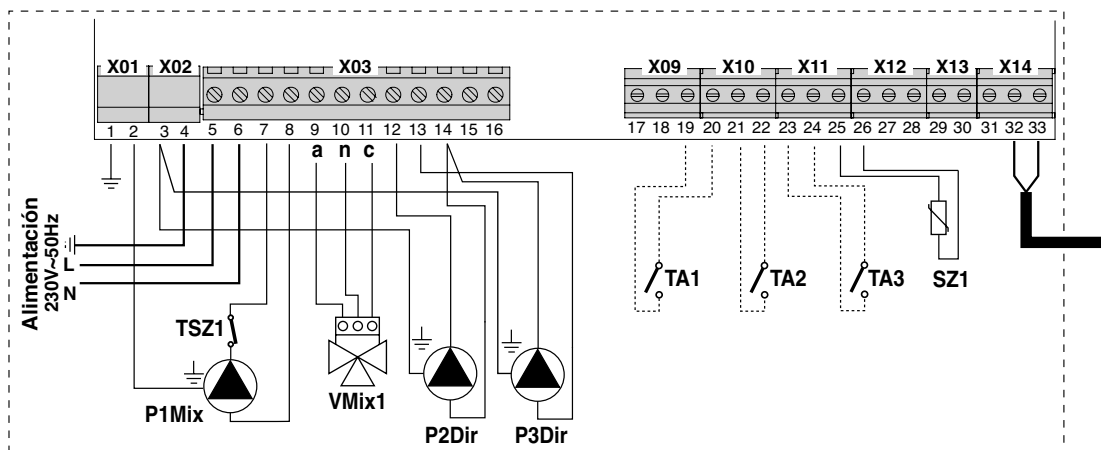 X01 X02 X03 X09 X10 X11 X12 X13 X14
1 2 3 4 5 6 7 8 9 10 11 12 13 14 15 16 17 18 19 20 21 22 23 24 25 26 27 28 29 30 31 32 33
a n c
Alimentación
230V~50Hz
L
N
TSZ1
P1Mix
VMix1
P2Dir
P3Dir
TA1
TA2
TA3
SZ1